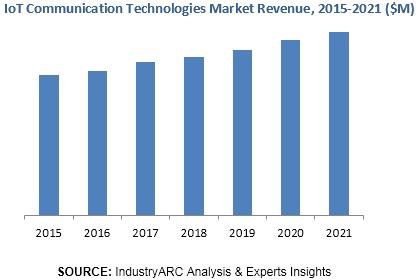 IoT Communication Technologies Market Revenue, 2015-2021 ($M)
2015 2016 2017 2018 2019 2020 2021
SOURCE: IndustryARC Analysis & Experts Insights